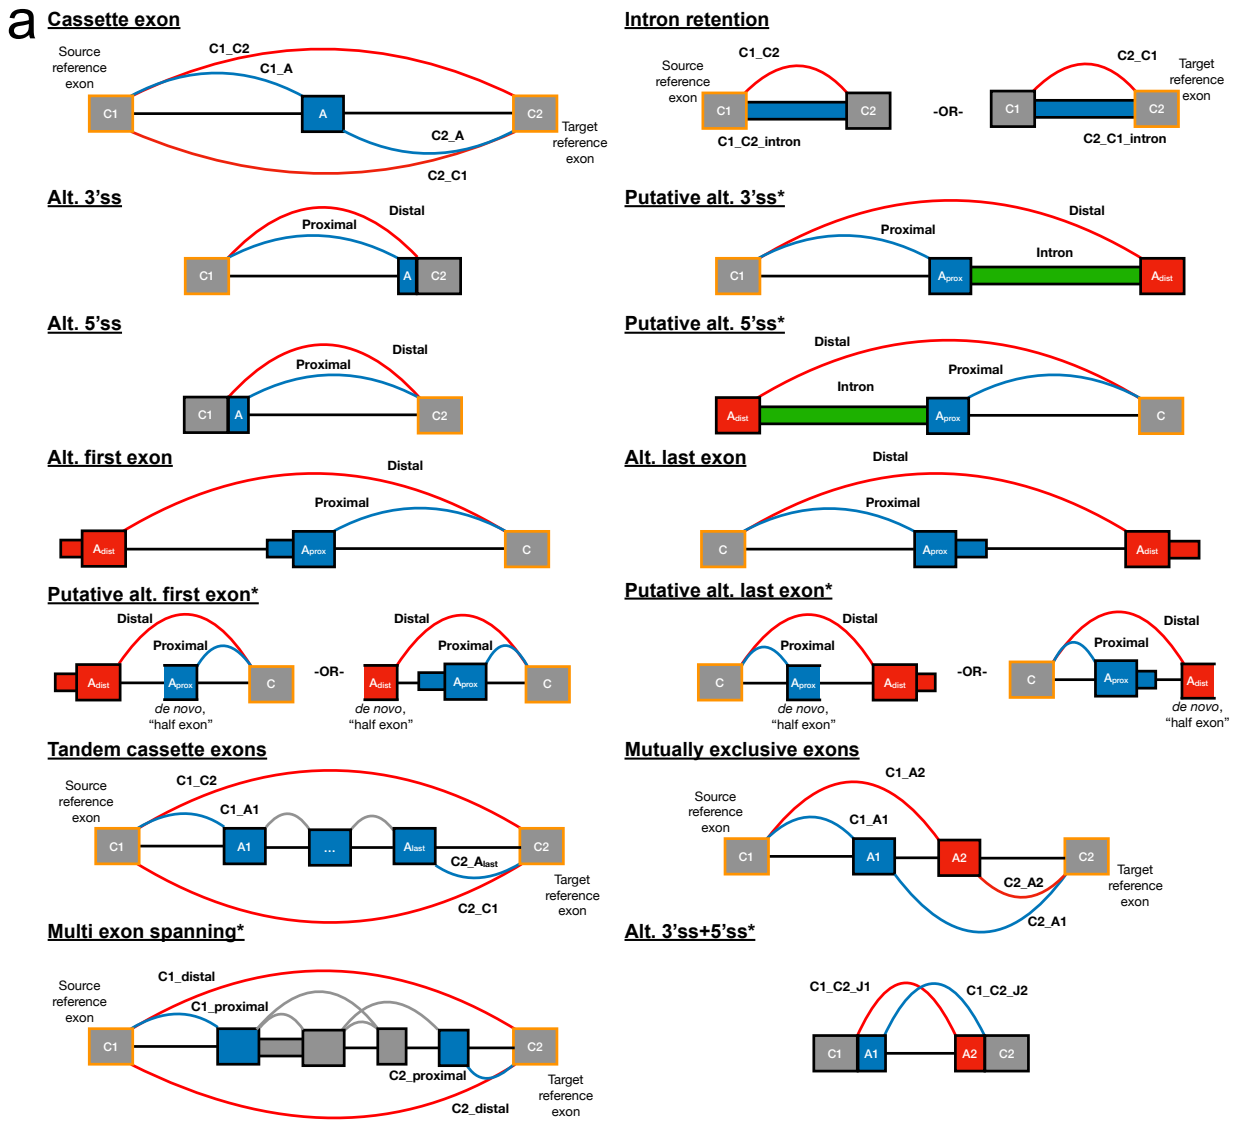 a
Cassette exon
Source
reference
exon
C1_C2
C1_A
C1
A
C2
C2_A
Target
reference
exon
C2_C1
Intron retention
Source
reference
exon
C1_C2
C1
C2
C1_C2_intron
-OR-
C2_C1
Target
reference
exon
C1
C2
C2_C1_intron
Alt. 3'ss
Distal
Proximal
C1
A
C2
Putative alt. 3'ss*
Distal
Proximal
Intron
C1
Aprox
Adist
Alt. 5'ss
Distal
Proximal
C1
A
C2
Putative alt. 5'ss*
Distal
Proximal
Intron
Adist
Aprox
C
Alt. first exon
Distal
Proximal
Adist
Aprox
C
Alt. last exon
Distal
Proximal
C
Aprox
Adist
Putative alt. first exon*
Distal
Proximal
Adist
Aprox
C
de novo,
"half exon"
-OR-
Distal
Proximal
Adist
Aprox
C
de novo,
"half exon"
Putative alt. last exon*
Distal
Proximal
C
Aprox
Adist
de novo,
"half exon"
-OR-
Distal
Proximal
C
Aprox
Adist
de novo,
"half exon"
Tandem cassette exons
Source
reference
exon
C1_C2
C1_A1
C1
A1
...
Alast
C2
C2_Alast
C2_C1
Target
reference
exon
Mutually exclusive exons
Source
reference
exon
C1_A2
C1_A1
C1
A1
A2
C2
C2_A2
C2_A1
Target
reference
exon
Multi exon spanning*
Source
reference
exon
C1_distal
C1_proximal
C1
C2
C2_proximal
C2_distal
Target
reference
exon
Alt. 3'ss+5'ss*
C1_C2_J1
C1_C2_J2
C1
A1
A2
C2